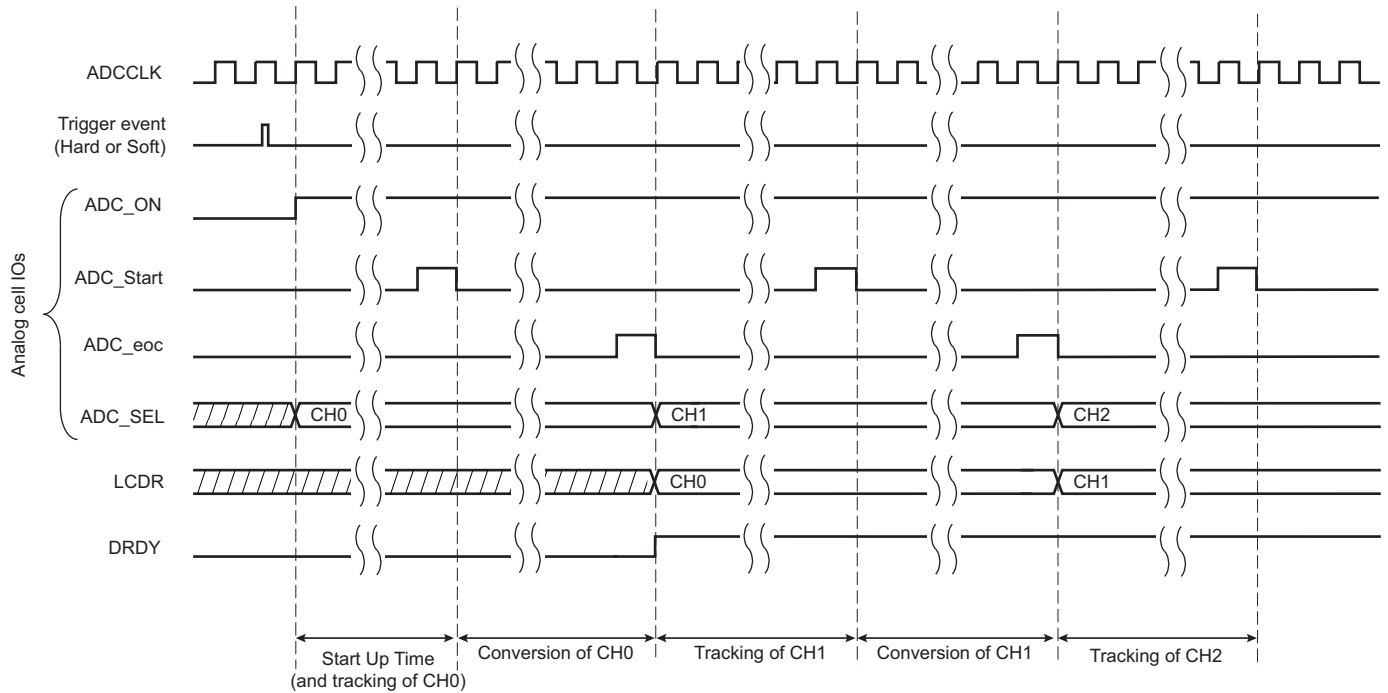 ADCCLK
Trigger event
(Hard or Soft)
Analog cell IOs
ADC_ON
ADC_Start
ADC_eoc
ADC_SEL
CH0
CH1
CH2
LCDR
CH0
CH1
DRDY
Start Up Time
(and tracking of CH0)
Conversion of CH0
Tracking of CH1
Conversion of CH1
Tracking of CH2